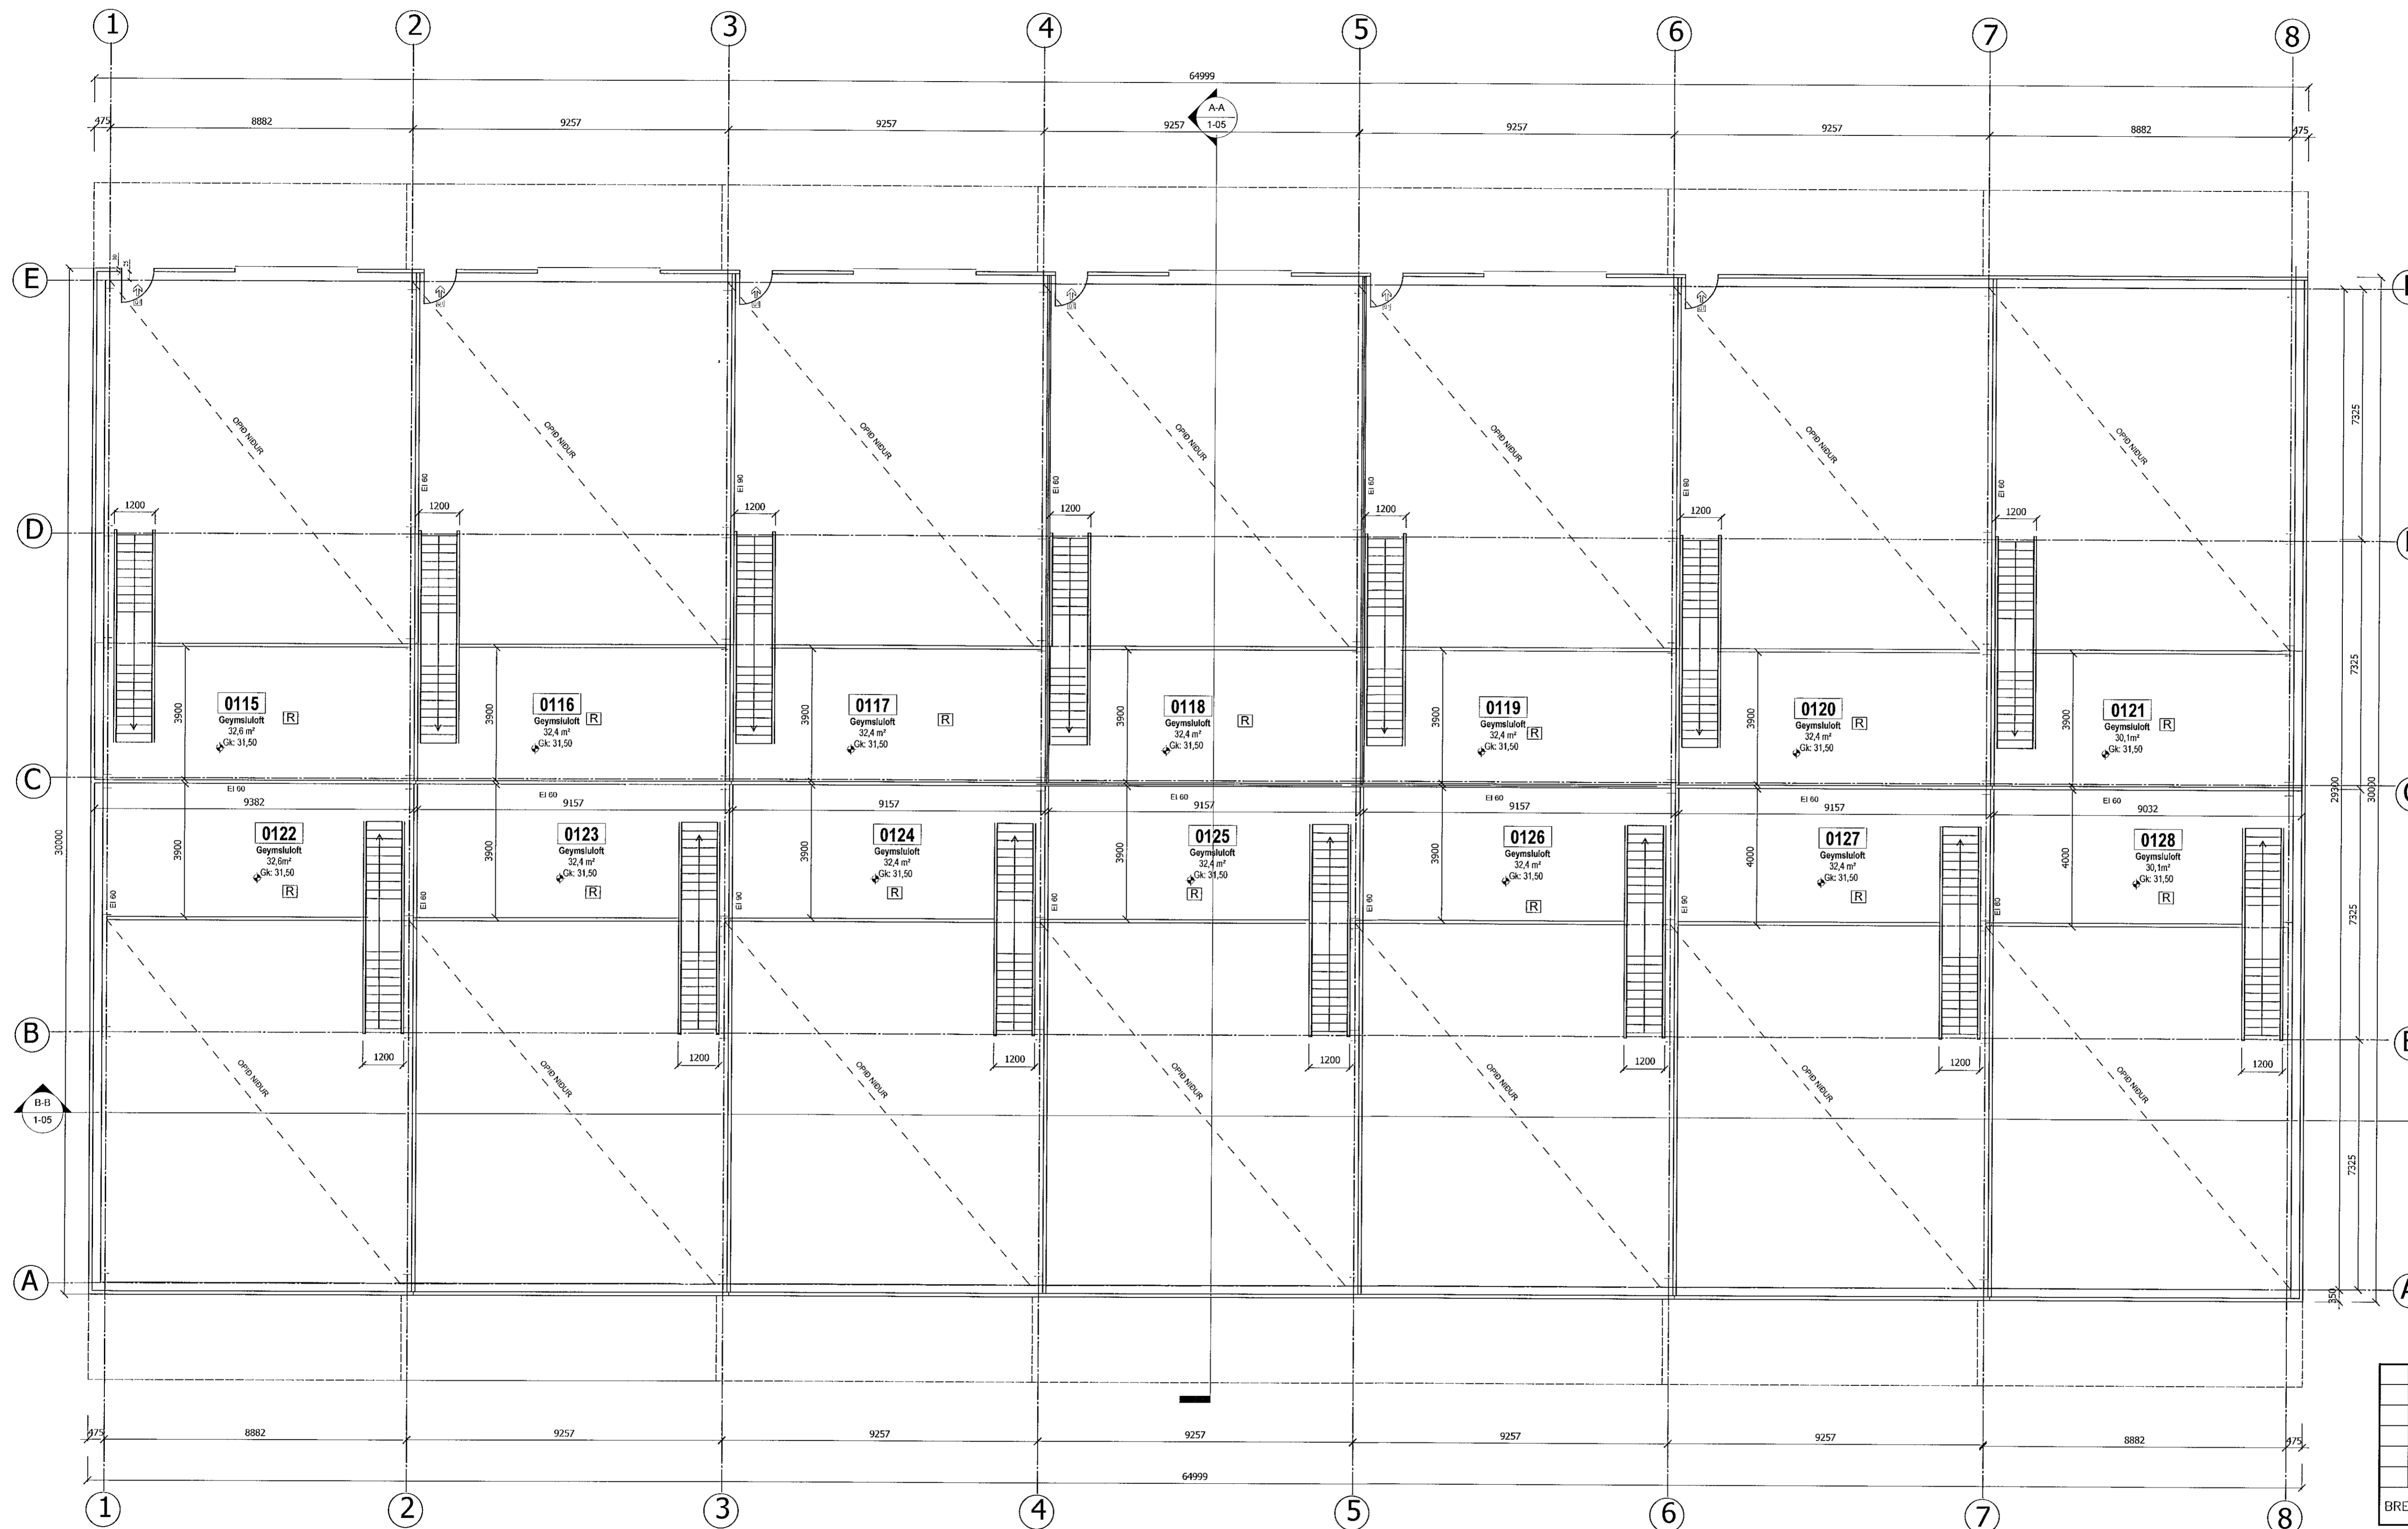 1 2 3 4 5 6 7 8
64999
A-A
1-05
475 8882 9257 9257 9257 9257 9257 8882 475
E
OPIÐ NIÐUR OPIÐ NIÐUR OPIÐ NIÐUR OPIÐ NIÐUR OPIÐ NIÐUR OPIÐ NIÐUR OPIÐ NIÐUR
7325
EI 60 EI 90 EI 60 EI 60 EI 90 EI 60
1200 1200 1200 1200 1200 1200 1200
D
7325
3900 3900 3900 3900 3900 3900 3900
0115
Geymsluloft
32,6 m²
Gk: 31,50
R
0116
Geymsluloft
32,4 m²
Gk: 31,50
R
0117
Geymsluloft
32,4 m²
Gk: 31,50
R
0118
Geymsluloft
32,4 m²
Gk: 31,50
R
0119
Geymsluloft
32,4 m²
Gk: 31,50
R
0120
Geymsluloft
32,4 m²
Gk: 31,50
R
0121
Geymsluloft
30,1m²
Gk: 31,50
R
C
29300 30000
EI 60 EI 60 EI 60 EI 60 EI 60 EI 60
9382 9157 9157 9157 9157 9157 9032
30000
3900 3900 3900 3900 3900 4000 4000
0122
Geymsluloft
32,6m²
Gk: 31,50
R
0123
Geymsluloft
32,4 m²
Gk: 31,50
R
0124
Geymsluloft
32,4 m²
Gk: 31,50
R
0125
Geymsluloft
32,4 m²
Gk: 31,50
R
0126
Geymsluloft
32,4 m²
Gk: 31,50
R
0127
Geymsluloft
32,4 m²
Gk: 31,50
R
0128
Geymsluloft
30,1m²
Gk: 31,50
R
EI 60 EI 60 EI 90 EI 60 EI 60 EI 90 EI 60
7325
B
1200 1200 1200 1200 1200 1200 1200
OPIÐ NIÐUR OPIÐ NIÐUR OPIÐ NIÐUR OPIÐ NIÐUR OPIÐ NIÐUR OPIÐ NIÐUR OPIÐ NIÐUR
B-B
1-05
7325
A
350
475 8882 9257 9257 9257 9257 9257 8882 475
64999
1 2 3 4 5 6 7 8
BRE